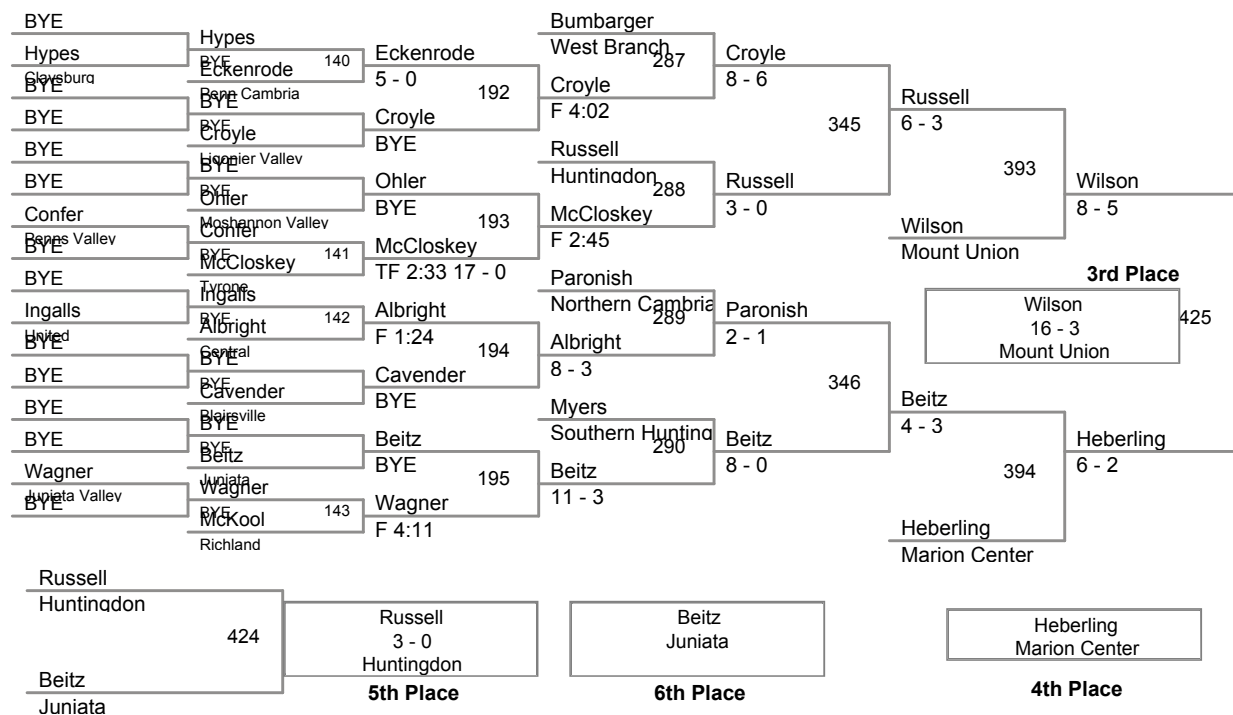 BYE
Hypes
Claysburg
BYE
BYE
BYE
BYE
Confer
Penns Valley
BYE
BYE
Ingalls
United
BYE
BYE
BYE
BYE
Wagner
Juniata Valley
BYE
Hypes
BYE
140
Eckenrode
Penn Cambria
BYE
BYE
Croyle
Ligonier Valley
BYE
BYE
Ohler
Moshannon Valley
Confer
BYE
141
McCloskey
Tyrone
Ingalls
BYE
142
Albright
Central
BYE
BYE
Cavender
Blairsville
BYE
BYE
Beitz
Juniata
Wagner
BYE
143
McKool
Richland
Eckenrode
5 - 0
192
Croyle
BYE
Ohler
BYE
193
McCloskey
TF 2:33 17 - 0
Albright
F 1:24
194
Cavender
BYE
Beitz
BYE
195
Wagner
F 4:11
Bumbarger
West Branch
287
Croyle
F 4:02
Russell
Huntingdon
288
McCloskey
F 2:45
Paronish
Northern Cambria
289
Albright
8 - 3
Myers
Southern Hunting
290
Beitz
11 - 3
Croyle
8 - 6
345
Russell
3 - 0
Paronish
2 - 1
346
Beitz
8 - 0
Russell
6 - 3
393
Wilson
Mount Union
Beitz
4 - 3
394
Heberling
Marion Center
Wilson
8 - 5
3rd Place
Wilson
16 - 3
Mount Union
425
Heberling
6 - 2
Russell
Huntingdon
424
Beitz
Juniata
Russell
3 - 0
Huntingdon
5th Place
Beitz
Juniata
6th Place
Heberling
Marion Center
4th Place